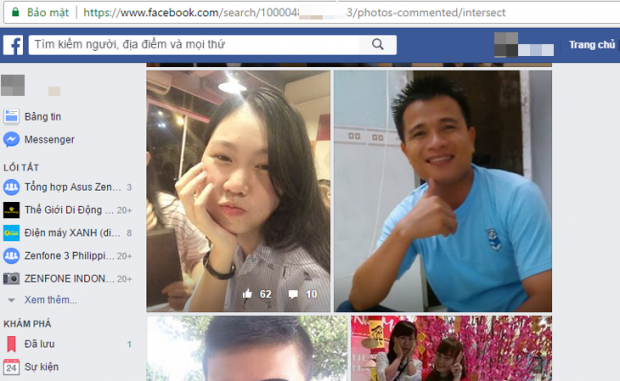 Bảo mật
https://www.facebook.com/search/100004
3/photos-commented/intersect
f
Tìm kiếm người, địa điểm và mọi thứ
Trang chủ
Bảng tin
Messenger
LỐI TẮT
Tổng hợp Asus Zen... 3
Thế Giới Di Động ... 20+
Điện máy XANH (di... 20+
Zenfone 3 Philippi... 20+
ZENFONE INDON... 20+
Xem thêm...
62 10
KHÁM PHÁ
Đã lưu 1
24 Sự kiện